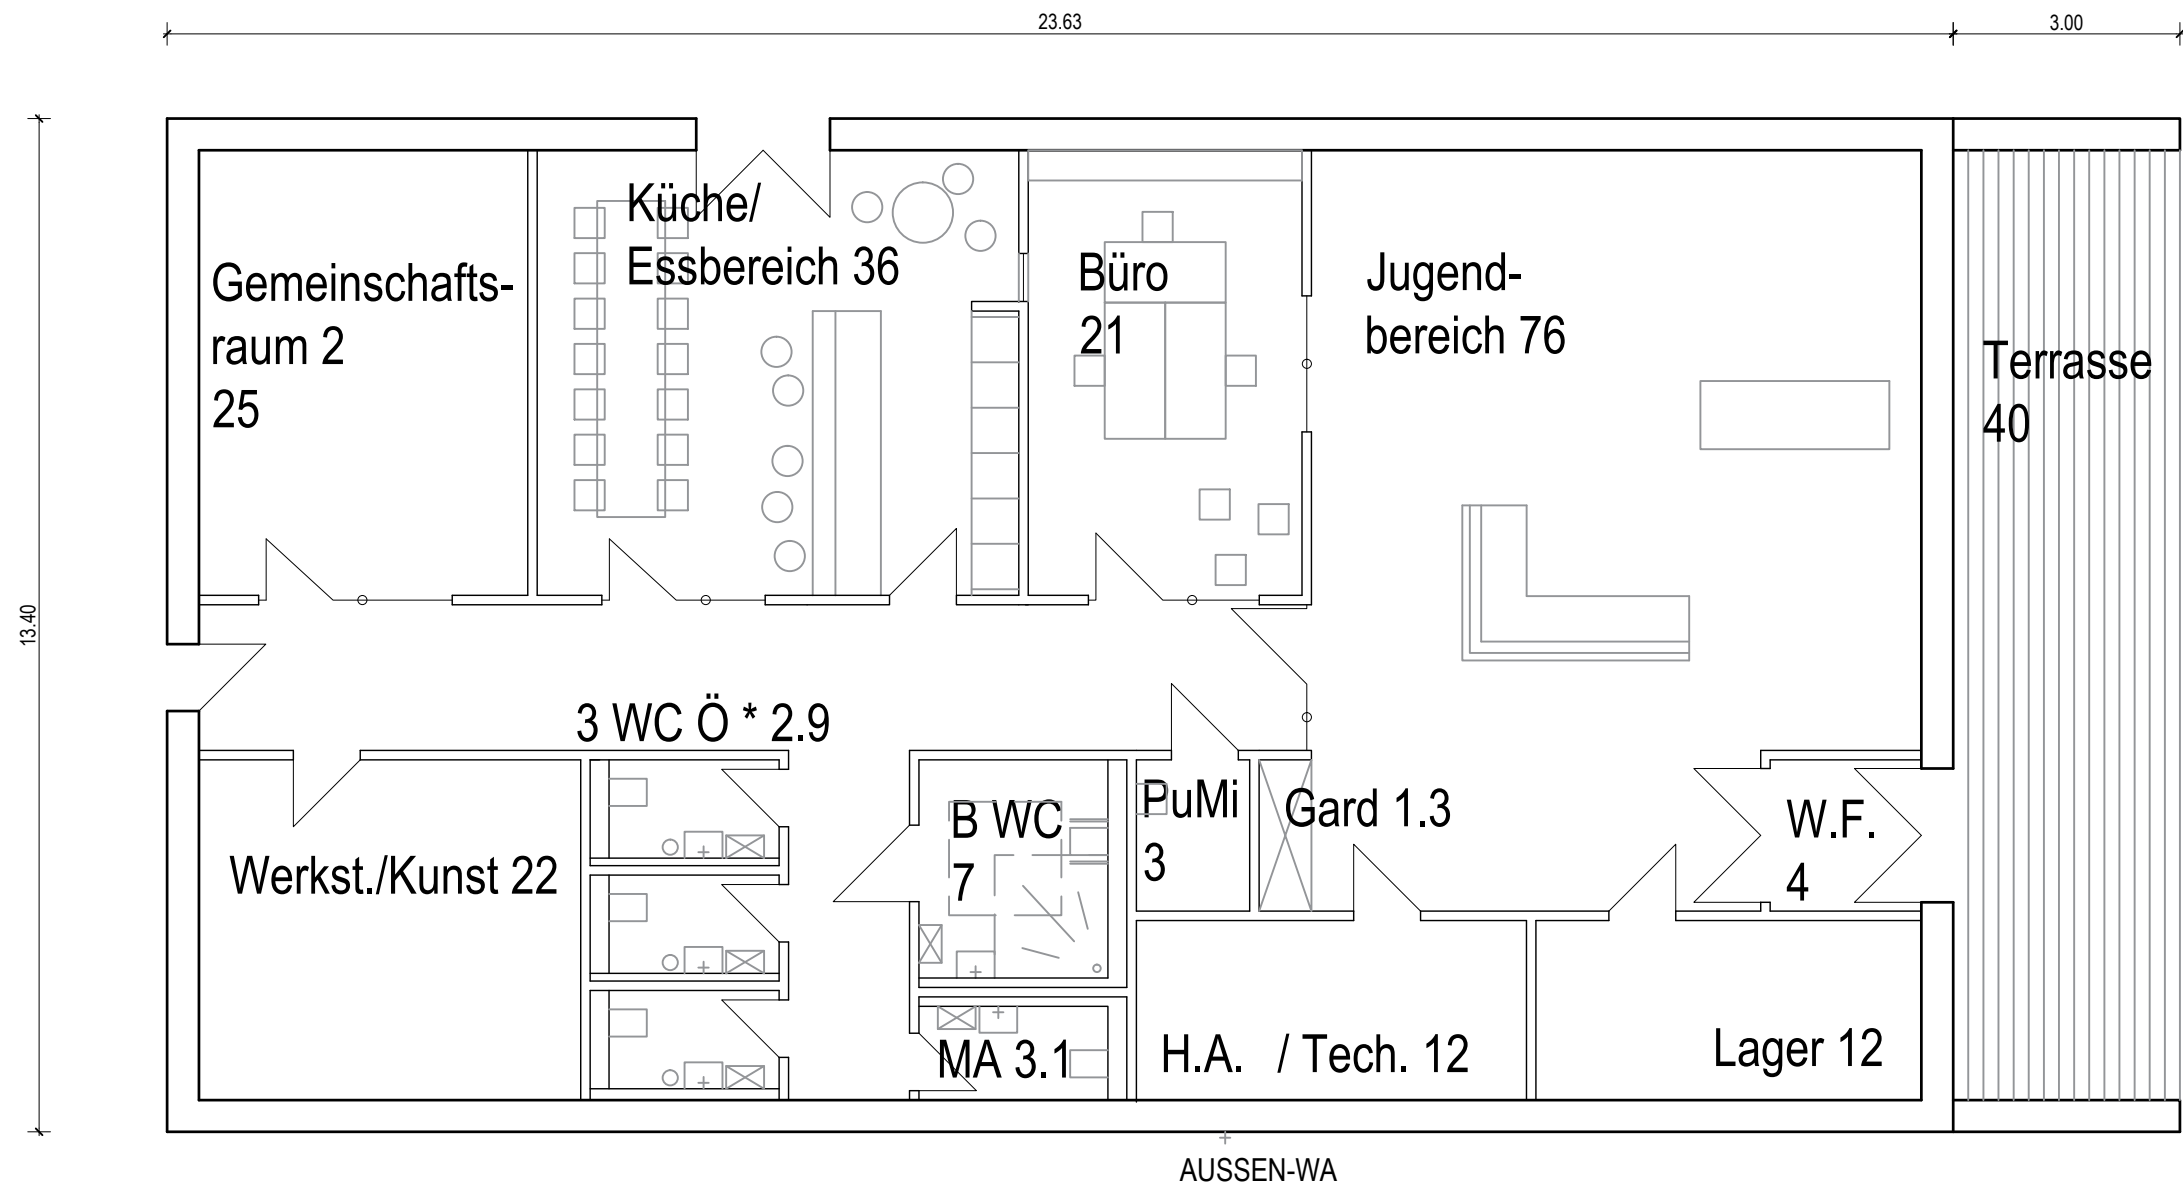 23.63
3.00
13.40
Gemeinschafts-
raum 2
25
Küche/
Essbereich 36
Büro
21
Jugend-
bereich 76
Terrasse
40
3 WC Ö * 2.9
Werkst./Kunst 22
B WC
7
PuMi
3
Gard 1.3
W.F.
4
MA 3.1
H.A. / Tech. 12
Lager 12
AUSSEN-WA